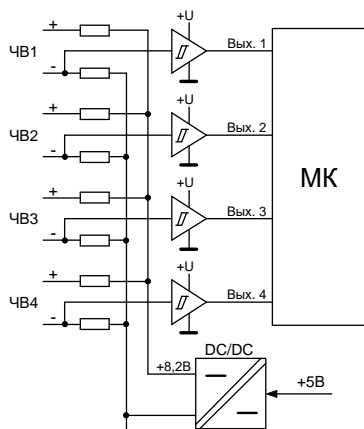 + +U
ЧВ1 - Вых. 1
+ +U
ЧВ2 - Вых. 2
МК
+ +U
ЧВ3 - Вых. 3
+ +U
ЧВ4 - Вых. 4
DC/DC
+8,2В +5В